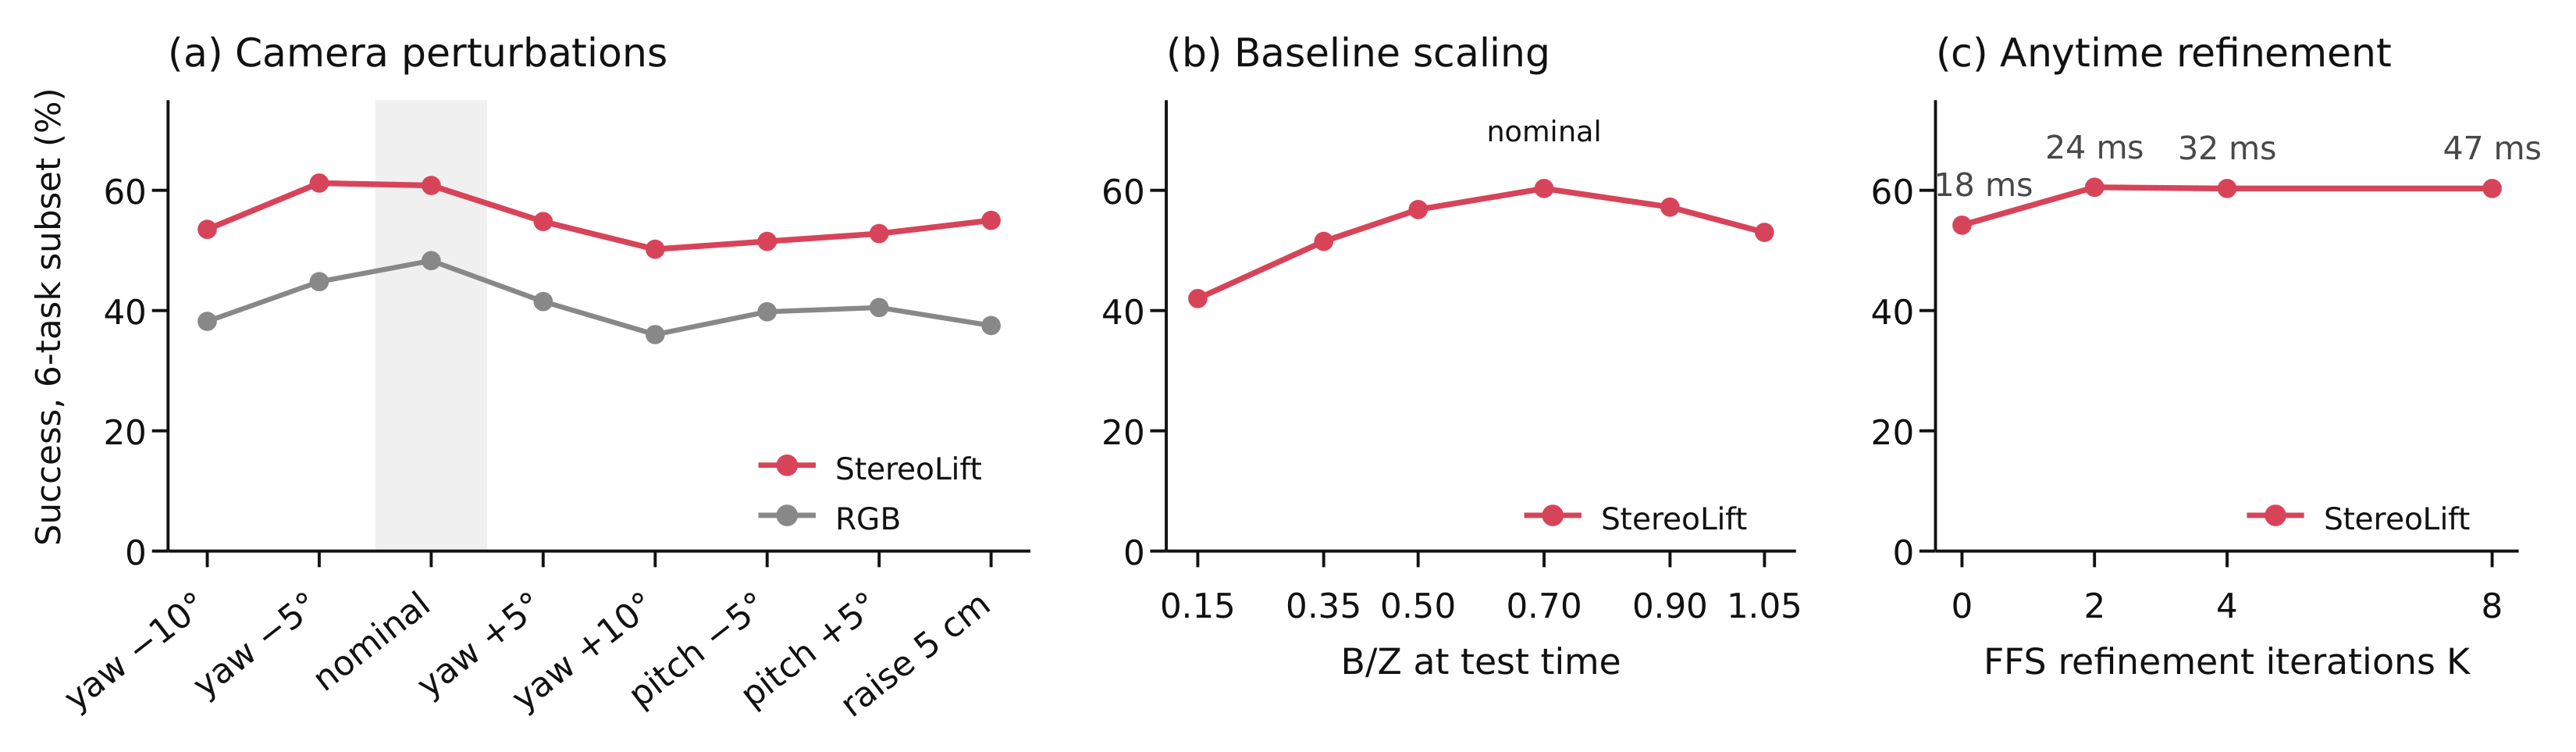 (a) Camera perturbations
Success, 6-task subset (%)
60
40
20
0
StereoLift
RGB
yaw −10°
yaw −5°
nominal
yaw +5°
yaw +10°
pitch −5°
pitch +5°
raise 5 cm
(b) Baseline scaling
nominal
60
40
20
0
StereoLift
0.15 0.35 0.50 0.70 0.90 1.05
B/Z at test time
(c) Anytime refinement
18 ms 24 ms 32 ms 47 ms
60
40
20
0
StereoLift
0 2 4 8
FFS refinement iterations K